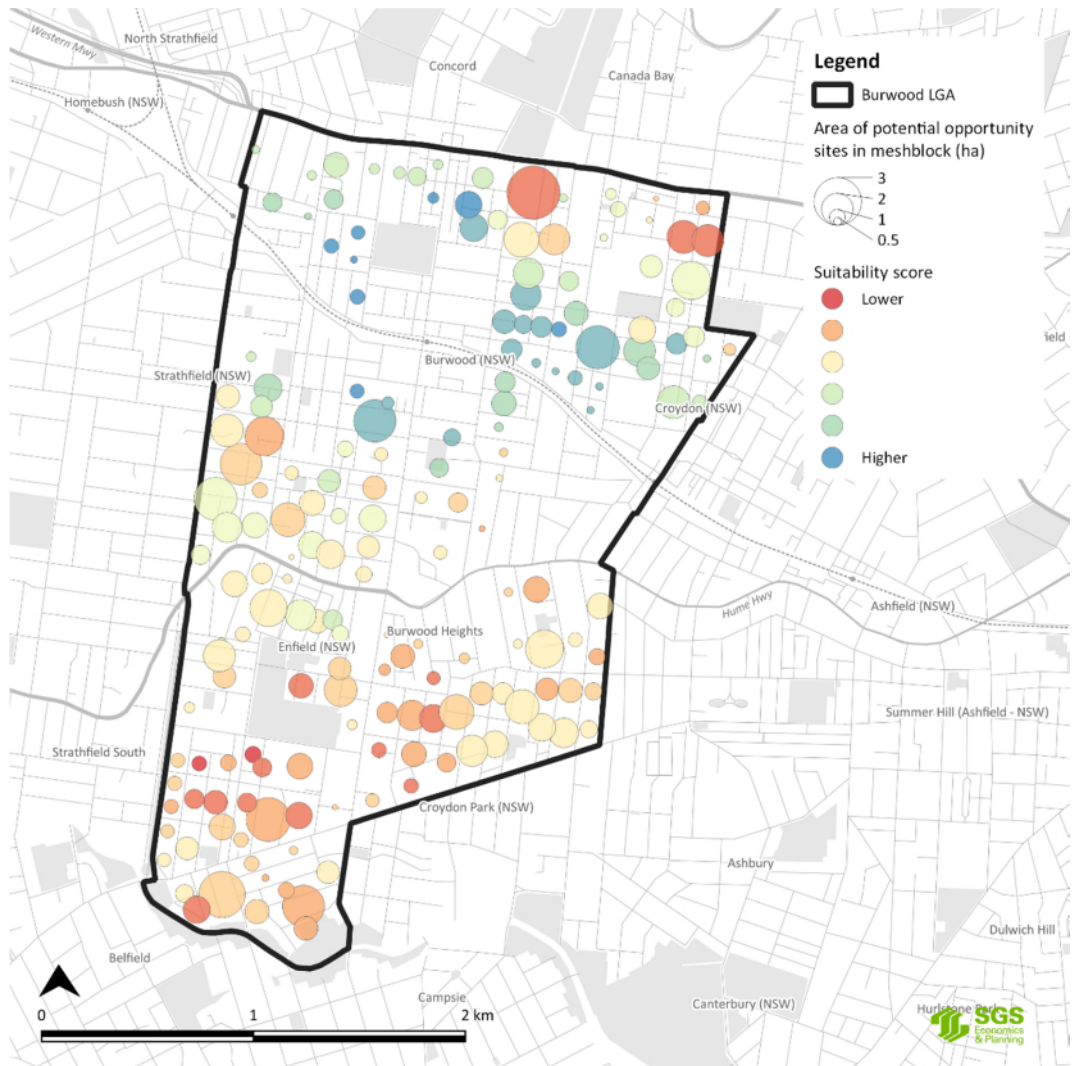 North Strathfield
Western Mwy
Concord
Canada Bay
Homebush (NSW)
Legend
Burwood LGA
Area of potential opportunity
sites in meshblock (ha)
3
2
1
0.5
Suitability score
Lower
Higher
Burwood (NSW)
Strathfield (NSW)
Croydon (NSW)
Hume Hwy
Ashfield (NSW)
Burwood Heights
Enfield (NSW)
Summer Hill (Ashfield - NSW)
Strathfield South
Croydon Park (NSW)
Ashbury
Dulwich Hill
Belfield
Campsie
Canterbury (NSW)
0 1 2 km
SGS
Economics
& Planning